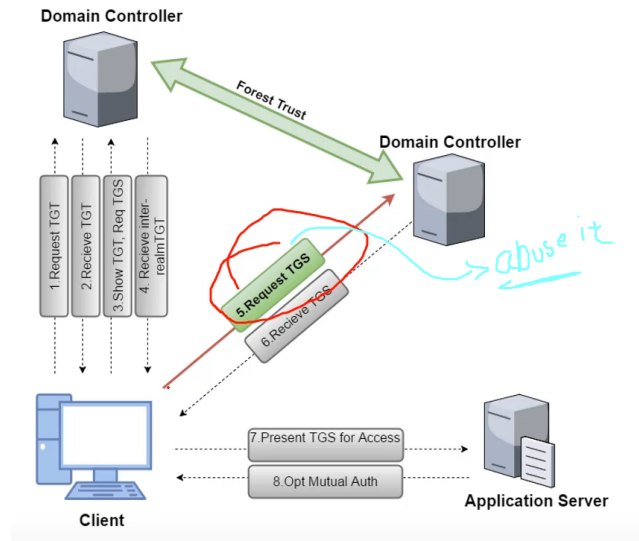 Domain Controller
Forest Trust
Domain Controller
1.Request TGT
2.Recieve TGT
3.Show TGT, Req TGS
4. Recieve inter-
realmTGT
5.Request TGS
6.Recieve TGS
abuse it
7.Present TGS for Access
8.Opt Mutual Auth
Client
Application Server